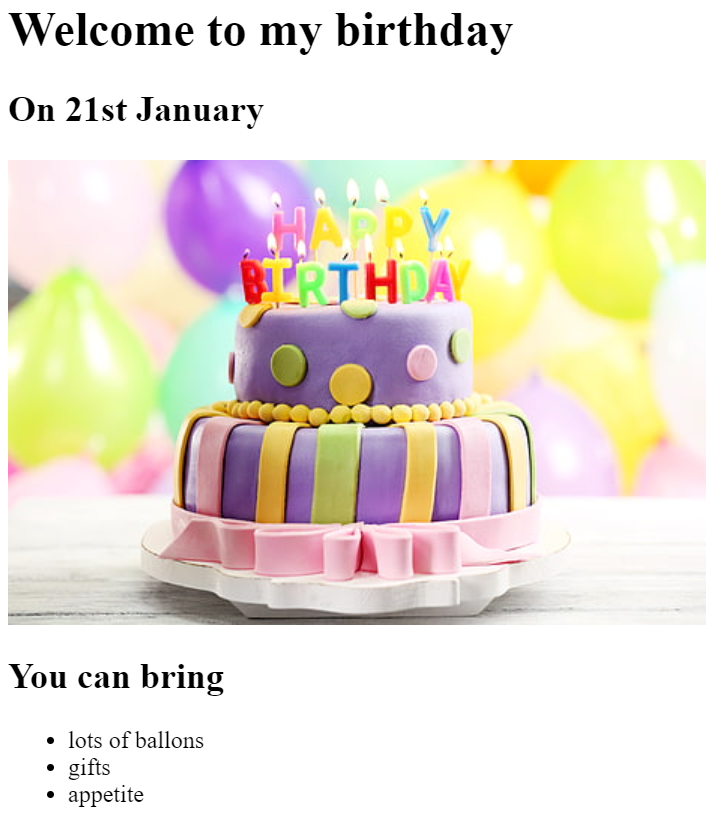 Welcome to my birthday
On 21st January
HAPPY
BIRTHDAY
You can bring
lots of ballons
gifts
appetite